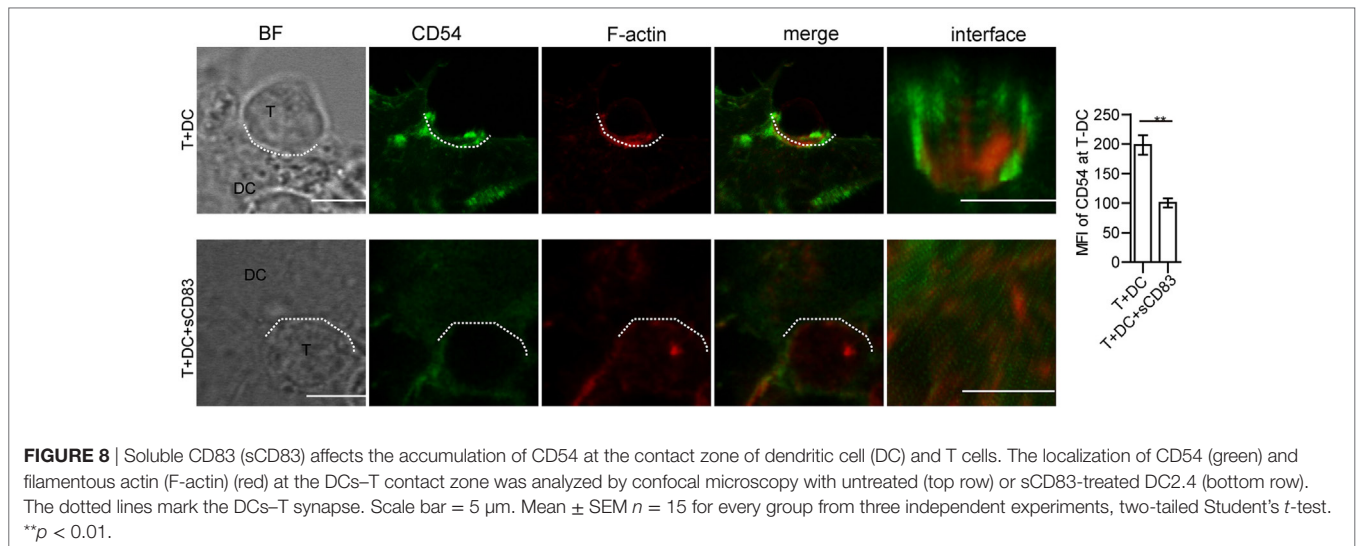 BF CD54 F-actin merge interface
T+DC
T
DC
**
MFI of CD54 at T-DC
250
200
150
100
50
0
T+DC
T+DC+sCD83
T+DC+sCD83
DC
T
FIGURE 8 | Soluble CD83 (sCD83) affects the accumulation of CD54 at the contact zone of dendritic cell (DC) and T cells. The localization of CD54 (green) and
filamentous actin (F-actin) (red) at the DCs–T contact zone was analyzed by confocal microscopy with untreated (top row) or sCD83-treated DC2.4 (bottom row).
The dotted lines mark the DCs–T synapse. Scale bar = 5 μm. Mean ± SEM n = 15 for every group from three independent experiments, two-tailed Student’s t-test.
**p < 0.01.